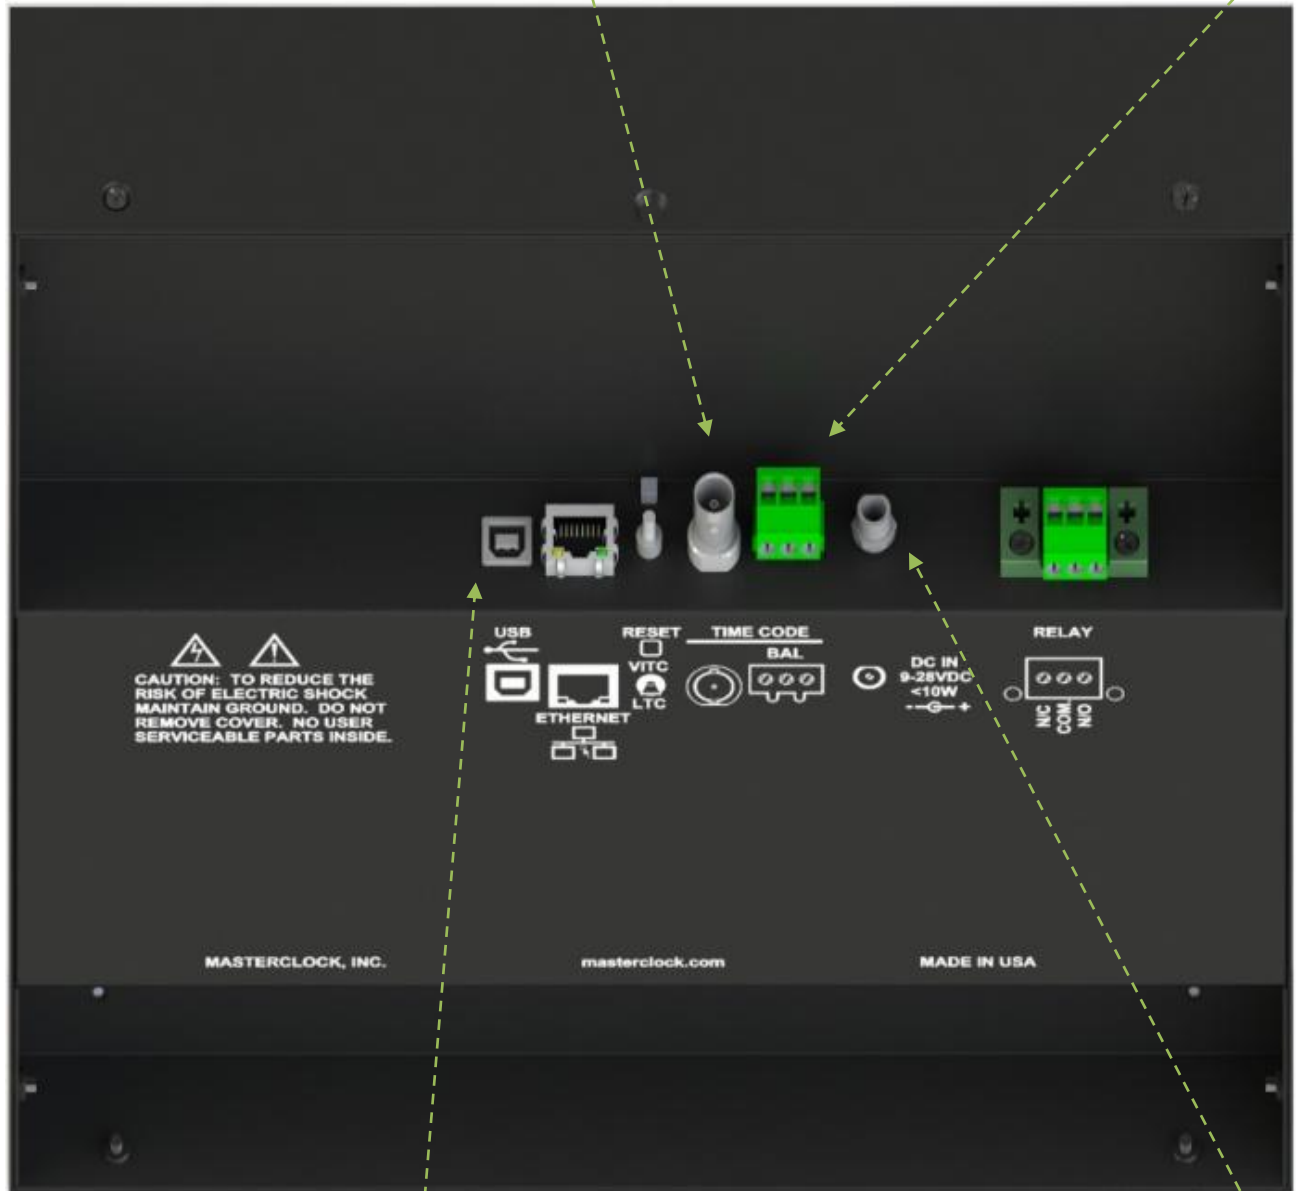 USB
RESET
TIME CODE
RELAY
BAL
VITC
LTC
DC IN
9-28VDC
<10W
- +
ETHERNET
N/C
COM.
N/O
CAUTION: TO REDUCE THE
RISK OF ELECTRIC SHOCK
MAINTAIN GROUND. DO NOT
REMOVE COVER. NO USER
SERVICEABLE PARTS INSIDE.
MASTERCLOCK, INC.
masterclock.com
MADE IN USA